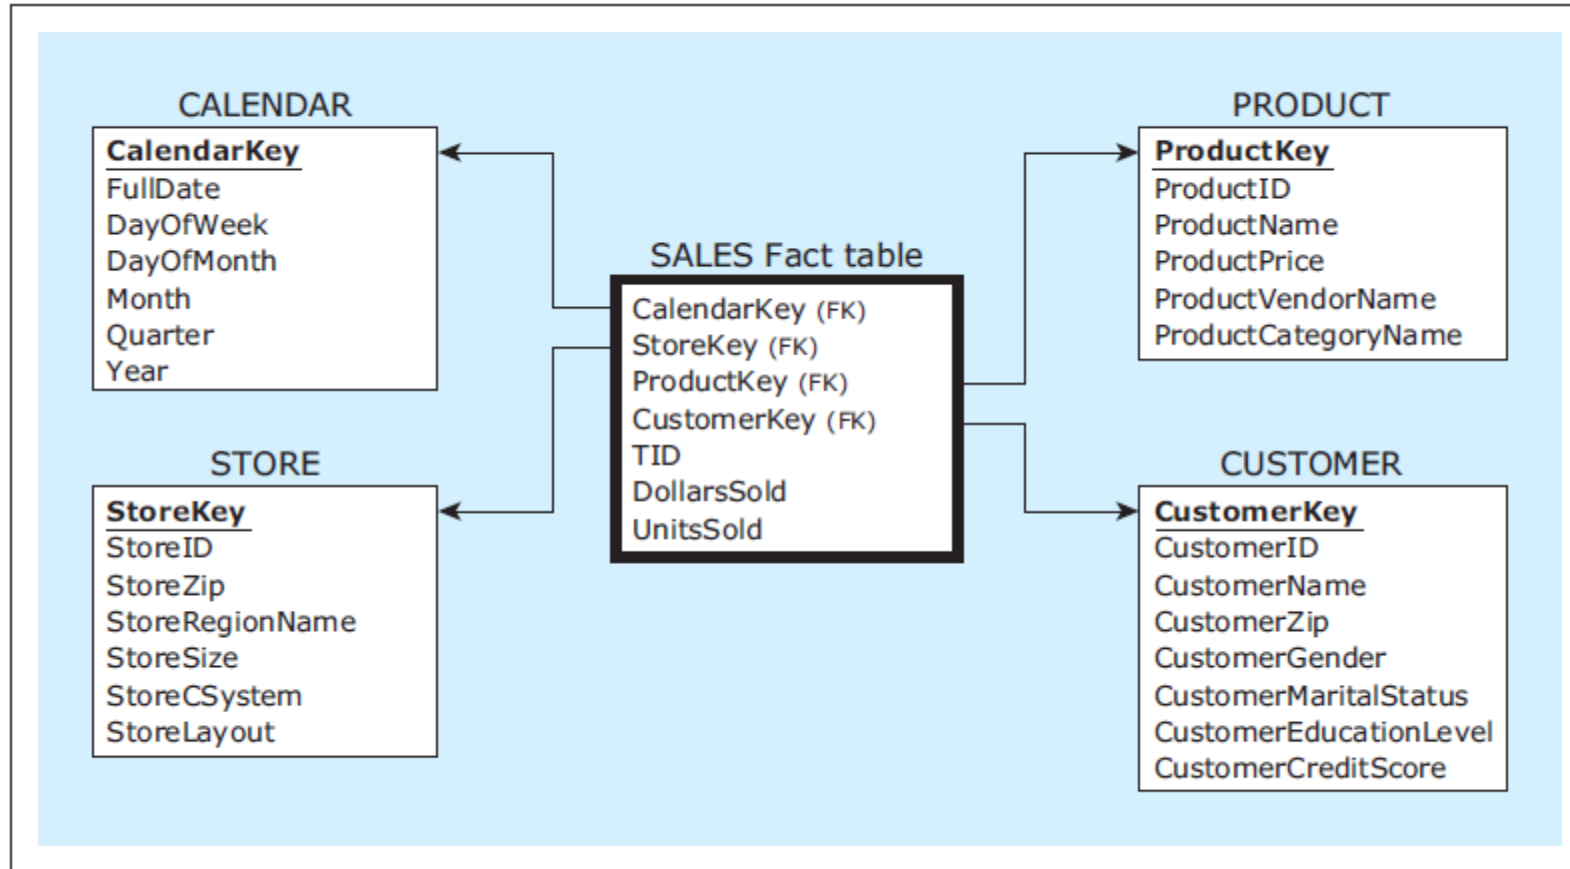 CALENDAR
CalendarKey
FullDate
DayOfWeek
DayOfMonth
Month
Quarter
Year
PRODUCT
ProductKey
ProductID
ProductName
ProductPrice
ProductVendorName
ProductCategoryName
SALES Fact table
CalendarKey (FK)
StoreKey (FK)
ProductKey (FK)
CustomerKey (FK)
TID
DollarsSold
UnitsSold
STORE
StoreKey
StoreID
StoreZip
StoreRegionName
StoreSize
StoreCSystem
StoreLayout
CUSTOMER
CustomerKey
CustomerID
CustomerName
CustomerZip
CustomerGender
CustomerMaritalStatus
CustomerEducationLevel
CustomerCreditScore